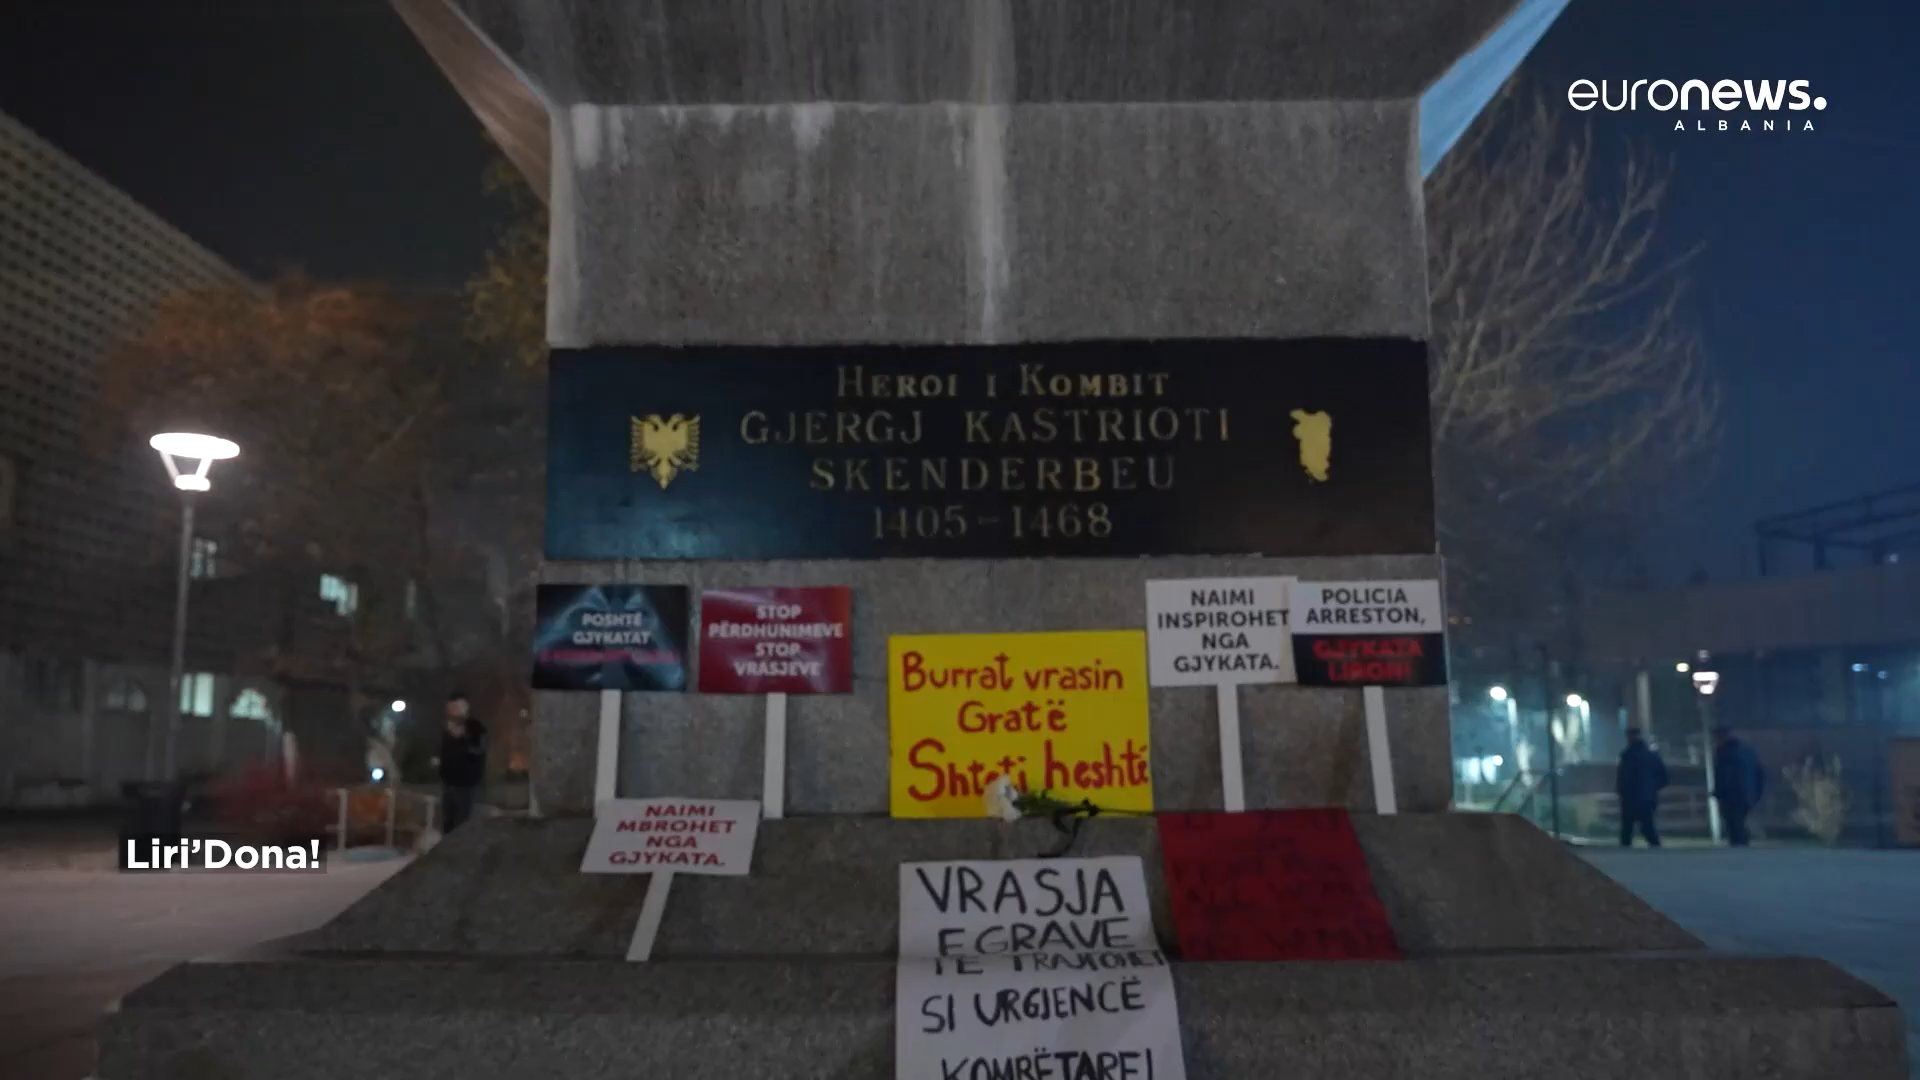 euronews.
ALBANIA
HEROI I KOMBIT
GJERGJ KASTRIOTI
SKENDERBEU
1405-1468
POSHTË
GJYKATAT
STOP
PËRDHUNIMEVE
STOP
VRASJEVE
Burrat vrasin
Gratë
Shteti heshtë
NAIMI
INSPIROHET
NGA
GJYKATA.
POLICIA
ARRESTON,
GJYKATA
LIRON!
NAIMI
MBROHET
NGA
GJYKATA.
Liri’Dona!
VRASJA
E GRAVE
TË TRAJTOHET
SI URGJENCË
KOMBËTARE!